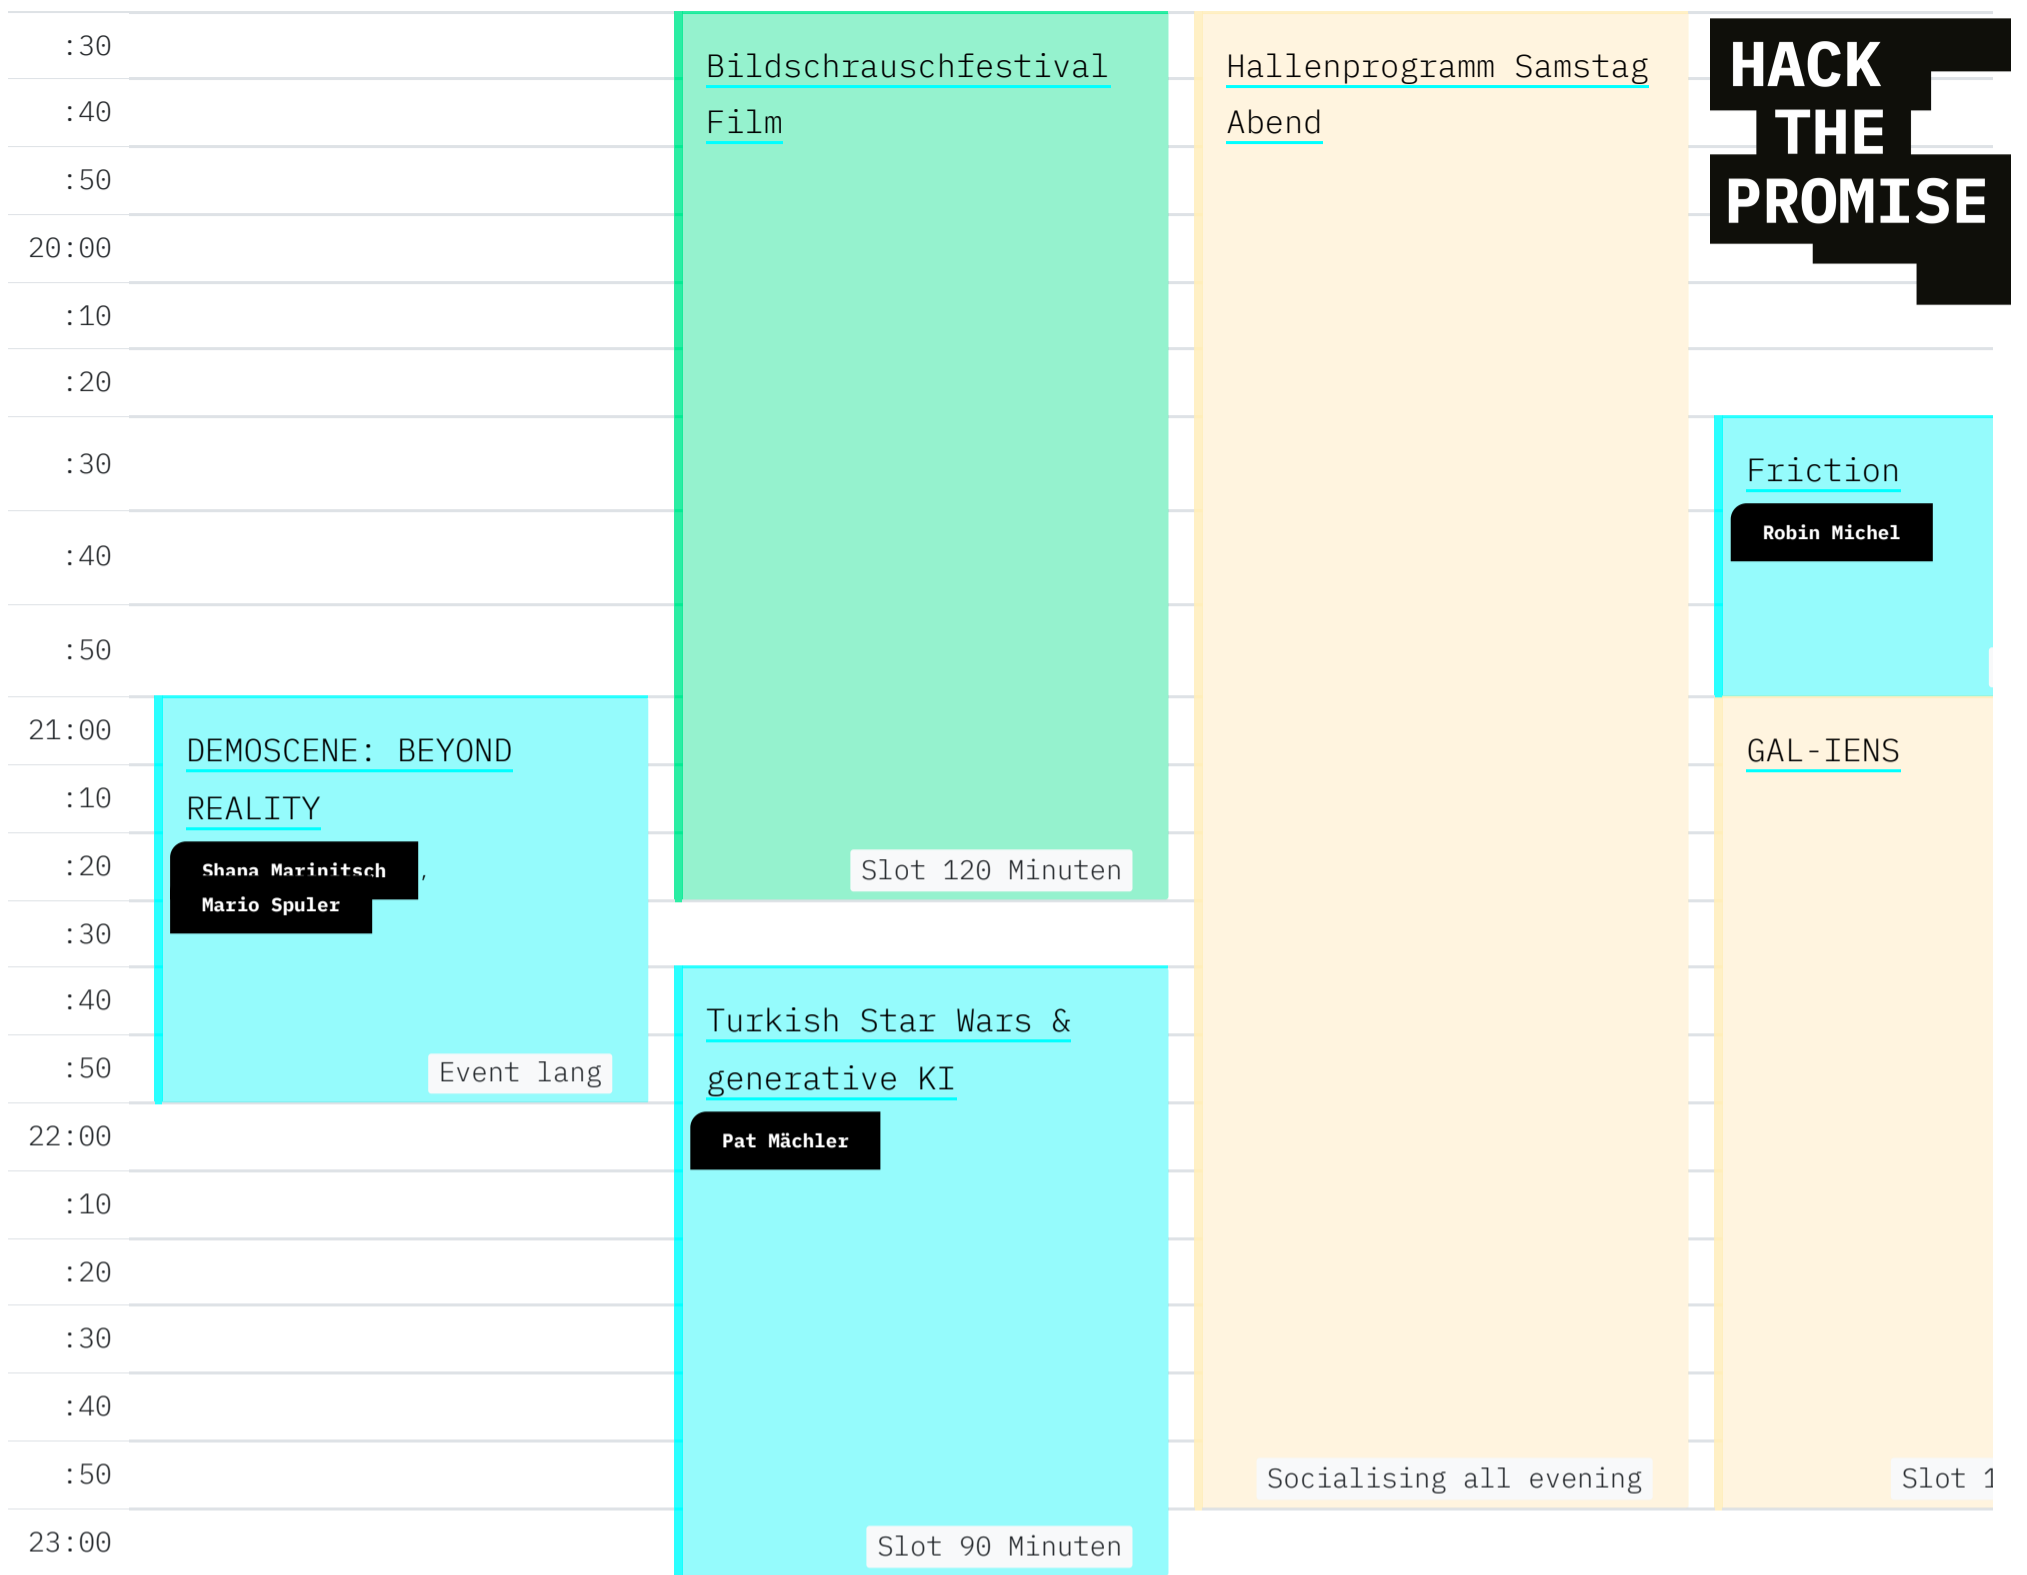 :30
:40
:50
20:00
:10
:20
:30
:40
:50
21:00
:10
:20
:30
:40
:50
22:00
:10
:20
:30
:40
:50
23:00
DEMOSCENE: BEYOND
REALITY
Shana Marinitsch,
Mario Spuler
Event lang
Bildschrauschfestival
Film
Slot 120 Minuten
Turkish Star Wars &
generative KI
Pat Mächler
Slot 90 Minuten
Hallenprogramm Samstag
Abend
Socialising all evening
HACK
THE
PROMISE
Friction
Robin Michel
GAL-IENS
Slot 1